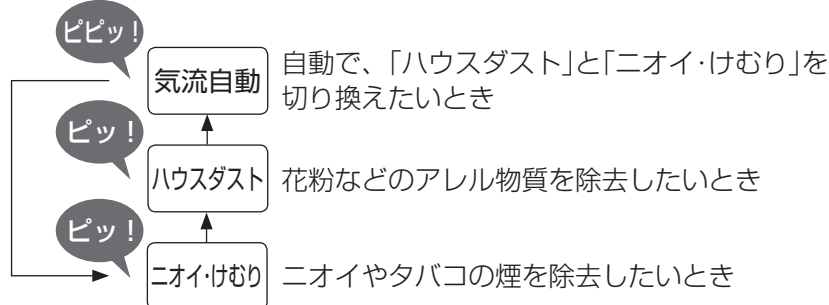 ピピッ!
気流自動
自動で、「ハウスダスト」と「ニオイ・けむり」を
切り換えたいとき
ピッ!
ハウスダスト
花粉などのアレル物質を除去したいとき
ピッ!
ニオイ・けむり
ニオイやタバコの煙を除去したいとき